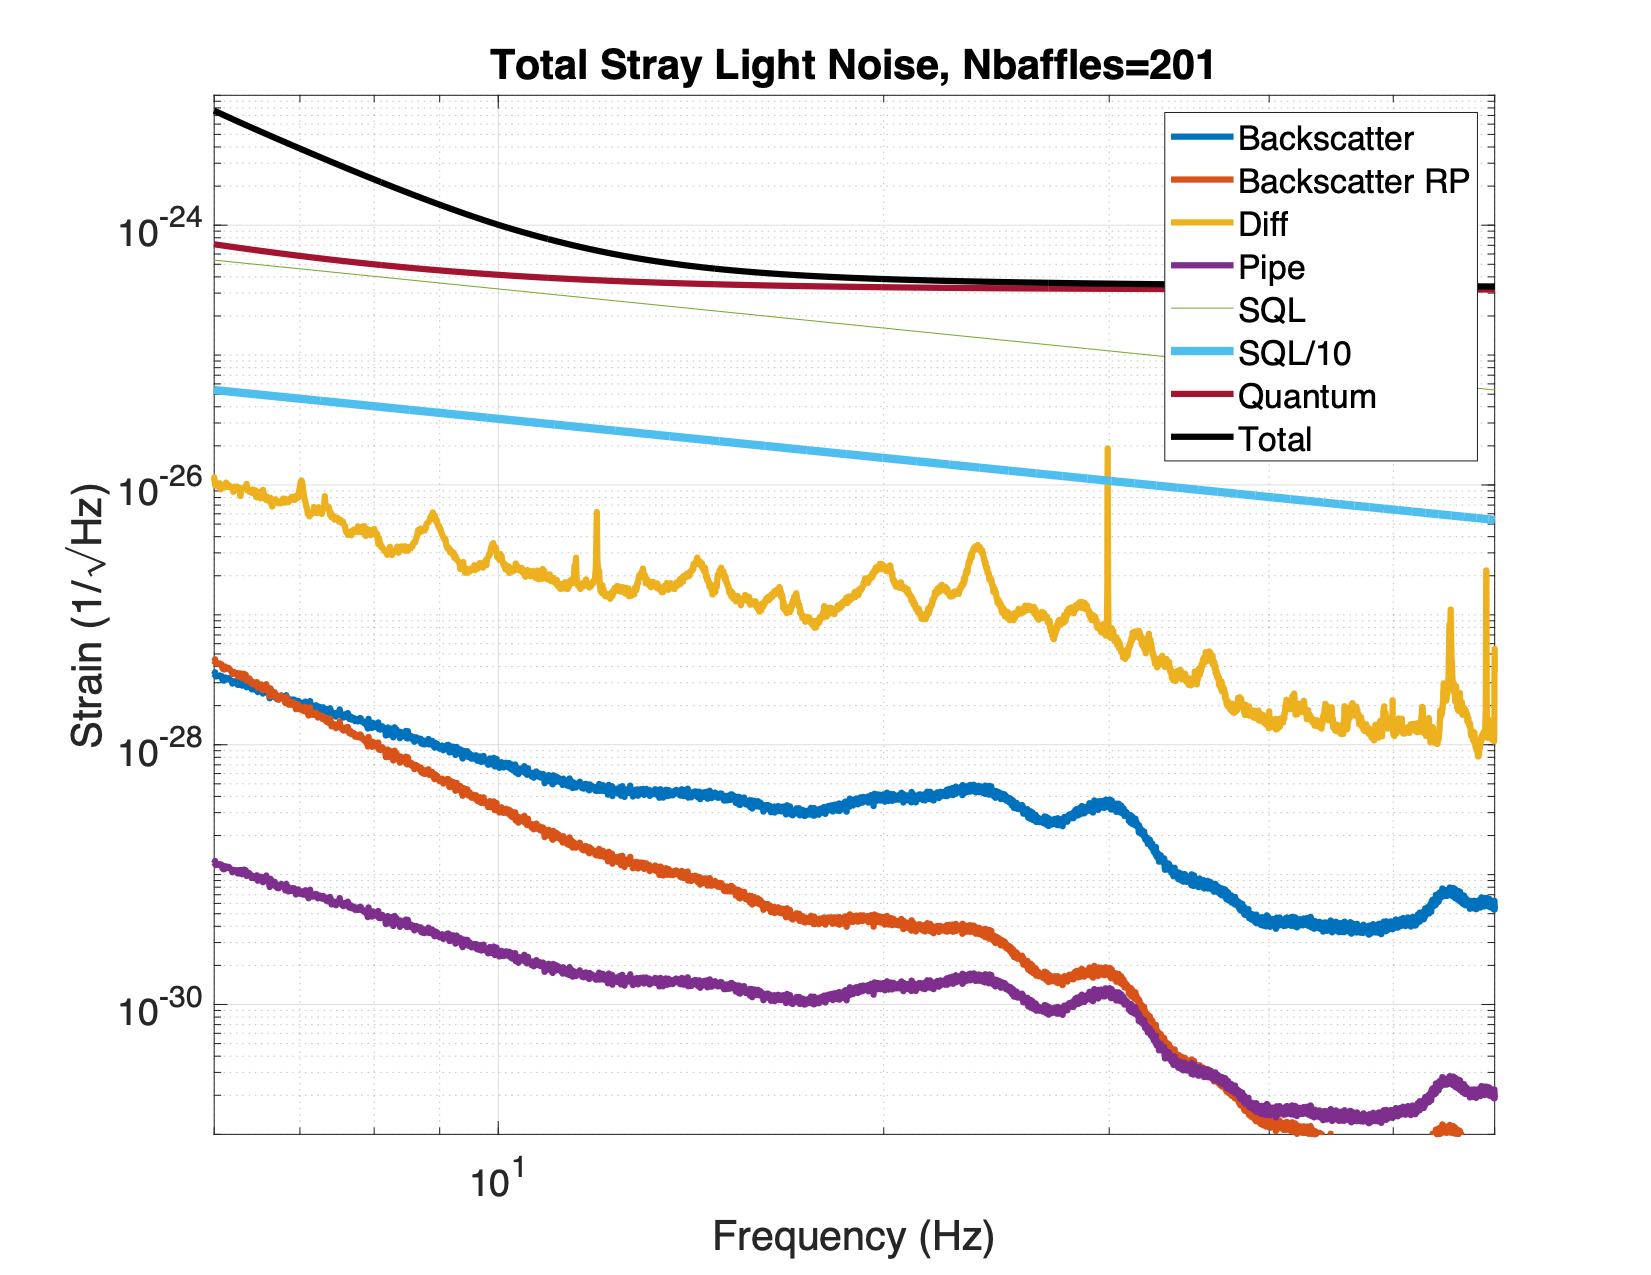 Total Stray Light Noise, Nbaffles=201
Backscatter
Backscatter RP
Diff
Pipe
SQL
SQL/10
Quantum
Total
10^-24
10^-26
10^-28
10^-30
Strain (1/√Hz)
10^1
Frequency (Hz)